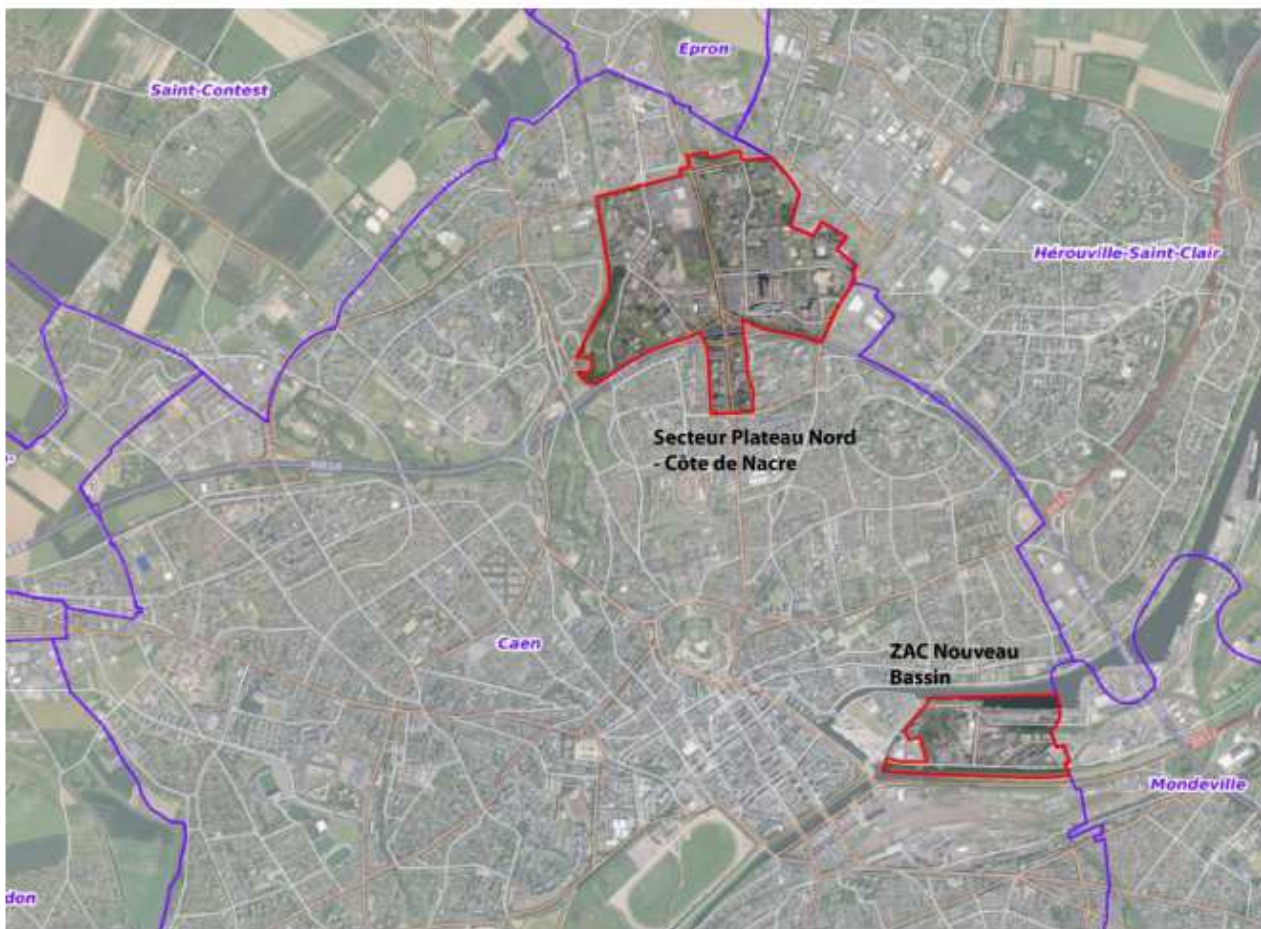 Epron
Saint-Contest
Hérouville-Saint-Clair
Secteur Plateau Nord
- Côte de Nacre
Caen
ZAC Nouveau
Bassin
Mondeville
don